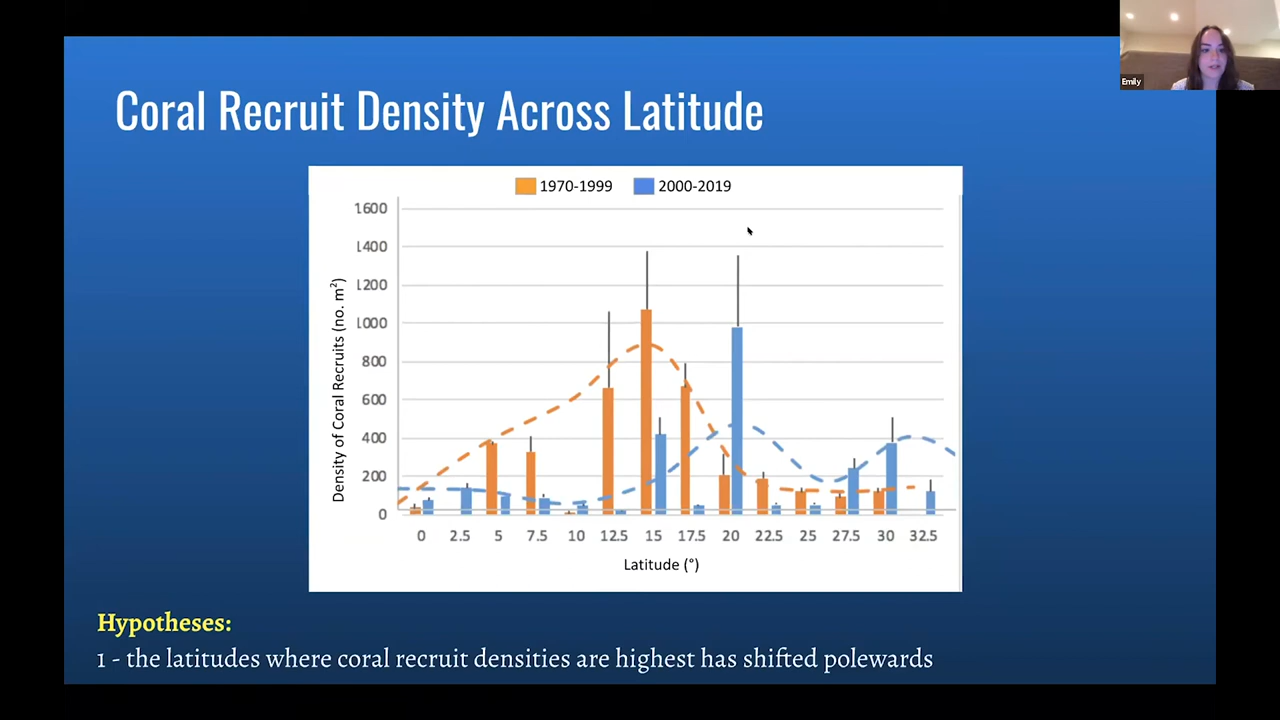 Emily
Coral Recruit Density Across Latitude
1970-1999 2000-2019
1600
1400
1200
1000
800
600
400
200
0
Density of Coral Recruits (no. m²)
0 2.5 5 7.5 10 12.5 15 17.5 20 22.5 25 27.5 30 32.5
Latitude (°)
Hypotheses:
1 - the latitudes where coral recruit densities are highest has shifted polewards